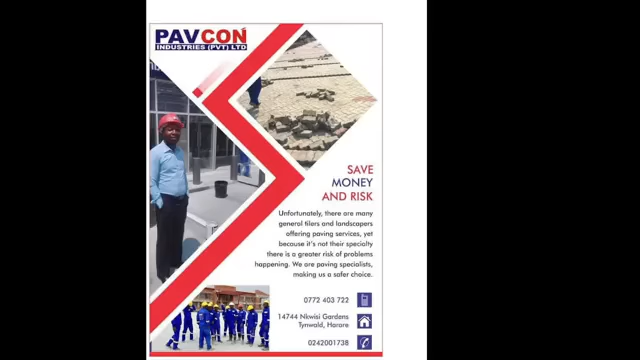 PAVCON
INDUSTRIES (PVT) LTD
SAVE
MONEY
AND RISK
Unfortunately, there are many
general tilers and landscapers
offering paving services, yet
because it's not their specialty
there is a greater risk of problems
happening. We are paving specialists,
making us a safer choice.
0772 403 722
14744 Nkwisi Gardens
Tynwald, Harare
0242001738